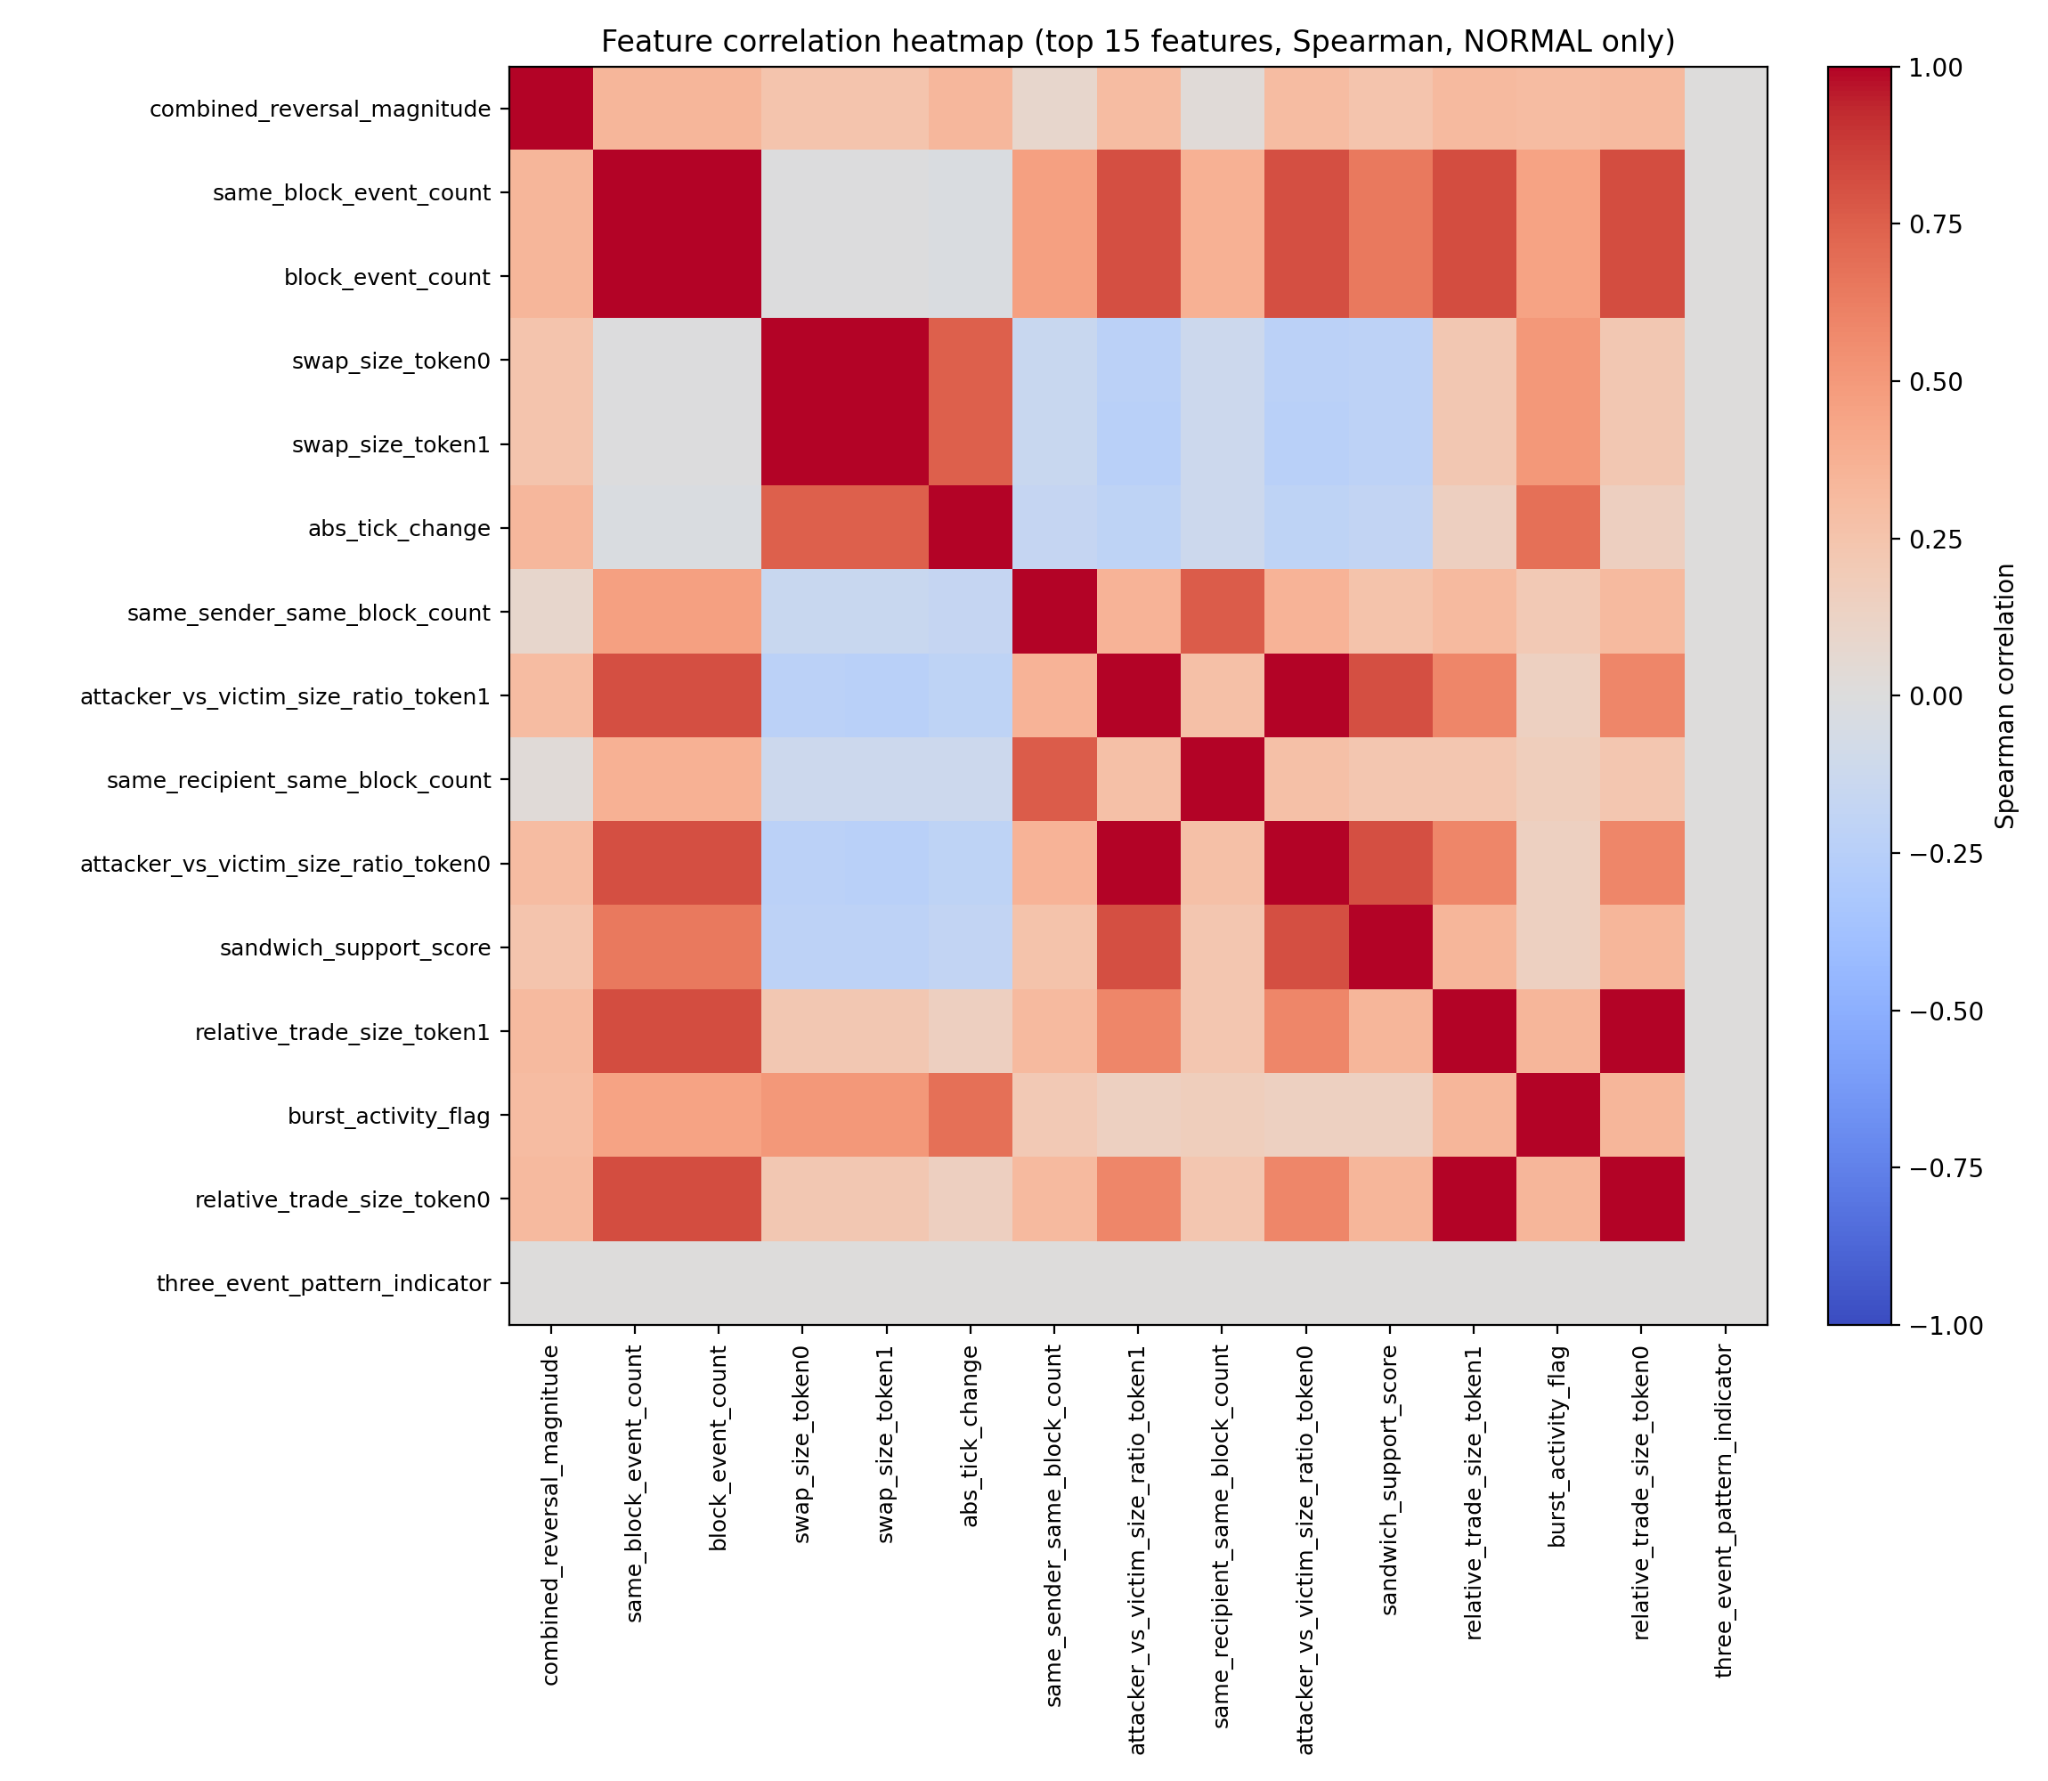 Feature correlation heatmap (top 15 features, Spearman, NORMAL only)
combined_reversal_magnitude
same_block_event_count
block_event_count
swap_size_token0
swap_size_token1
abs_tick_change
same_sender_same_block_count
attacker_vs_victim_size_ratio_token1
same_recipient_same_block_count
attacker_vs_victim_size_ratio_token0
sandwich_support_score
relative_trade_size_token1
burst_activity_flag
relative_trade_size_token0
three_event_pattern_indicator
combined_reversal_magnitude
same_block_event_count
block_event_count
swap_size_token0
swap_size_token1
abs_tick_change
same_sender_same_block_count
attacker_vs_victim_size_ratio_token1
same_recipient_same_block_count
attacker_vs_victim_size_ratio_token0
sandwich_support_score
relative_trade_size_token1
burst_activity_flag
relative_trade_size_token0
three_event_pattern_indicator
1.00
0.75
0.50
0.25
0.00
−0.25
−0.50
−0.75
−1.00
Spearman correlation